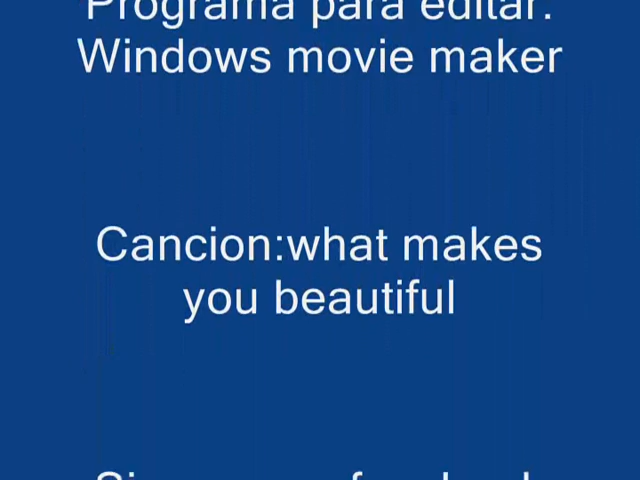 Programa para editar:
Windows movie maker
Cancion:what makes
you beautiful